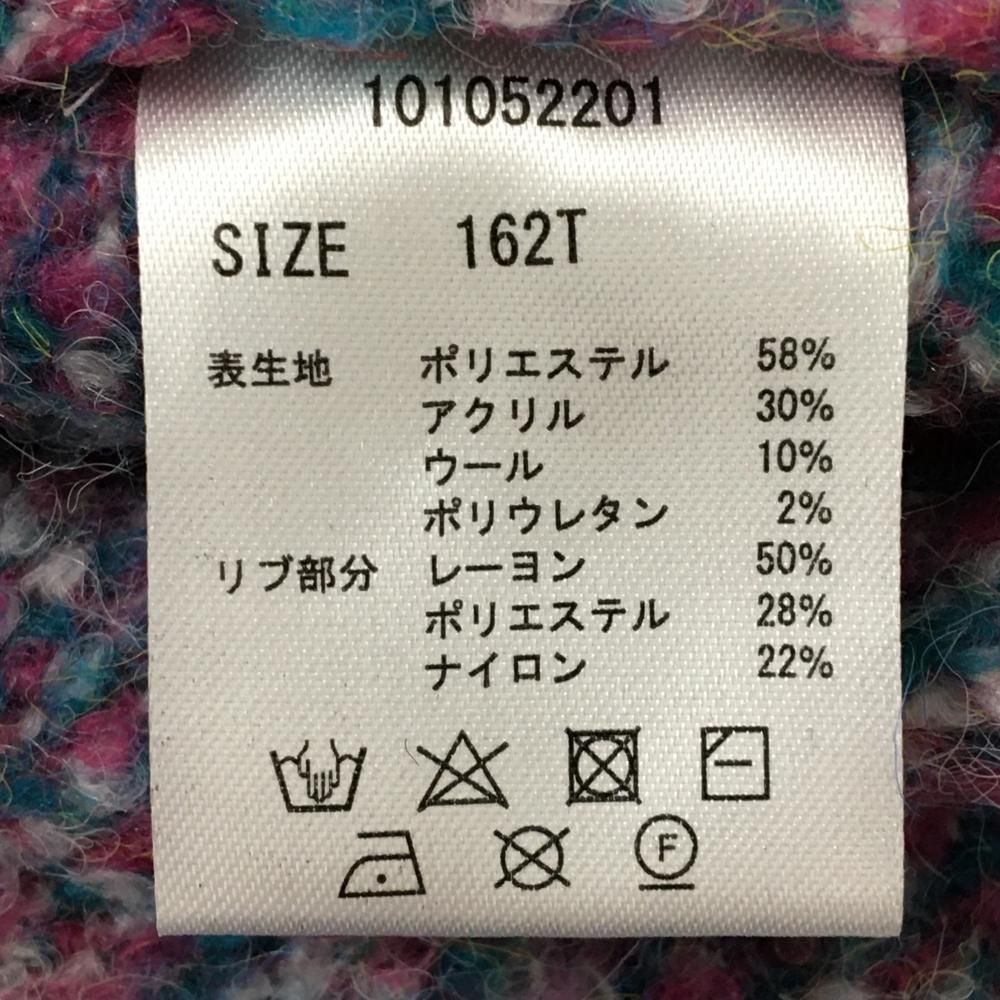 101052201
SIZE 162T
表生地 ポリエステル 58%
アクリル 30%
ウール 10%
ポリウレタン 2%
リブ部分 レーヨン 50%
ポリエステル 28%
ナイロン 22%
F